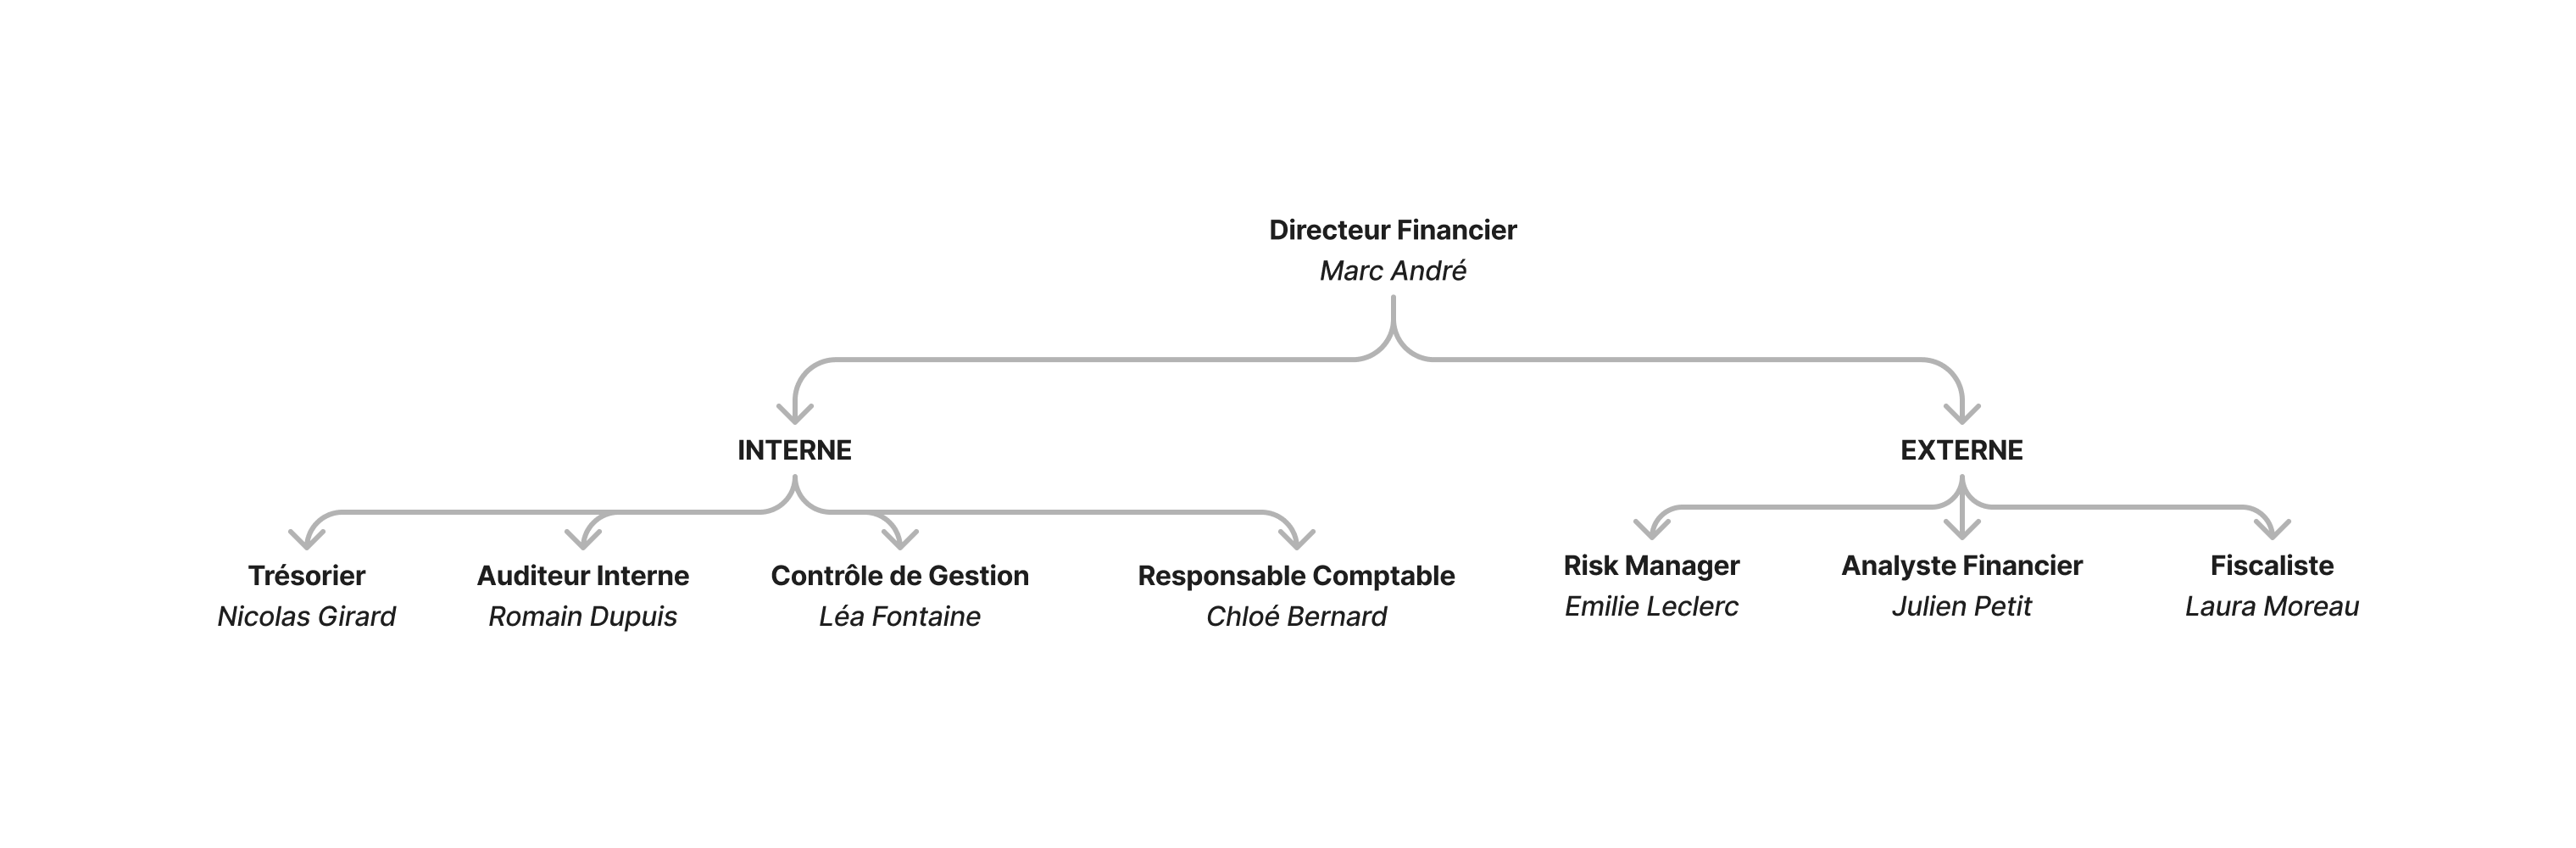 Directeur Financier
Marc André
INTERNE
EXTERNE
Trésorier
Nicolas Girard
Auditeur Interne
Romain Dupuis
Contrôle de Gestion
Léa Fontaine
Responsable Comptable
Chloé Bernard
Risk Manager
Emilie Leclerc
Analyste Financier
Julien Petit
Fiscaliste
Laura Moreau